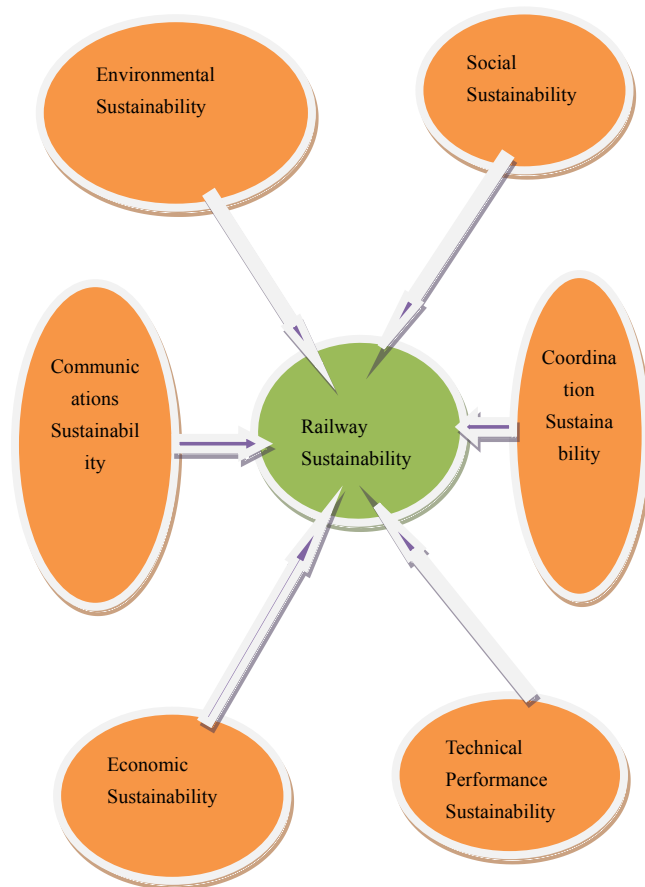 Environmental
Sustainability
Social
Sustainability
Communic
ations
Sustainabil
ity
Railway
Sustainability
Coordina
tion
Sustaina
bility
Economic
Sustainability
Technical
Performance
Sustainability